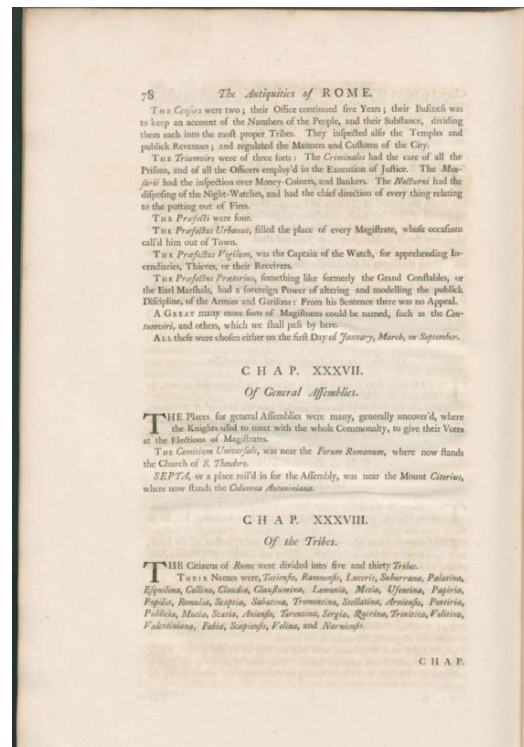 78 The Antiquities of ROME.
THE Cenſors were two; their Office continued five Years; their Buſineſs was
to keep an account of the Numbers of the People, and their Subſtance, dividing
them each into the moſt proper Tribes. They inſpected alſo the Temples and
publick Revenues; and regulated the Manners and Cuſtoms of the City.
THE Triumvirs were of three ſorts: The Criminales had the care of all the
Priſons, and of all the Officers employ'd in the Execution of Juſtice. The Men-
ſarii had the inſpection over Money-Coiners, and Bankers. The Nocturni had the
diſpoſing of the Night-Watches, and had the chief direction of every thing relating
to the putting out of Fires.
THE Præfecti were four.
THE Præfectus Urbanus, filled the place of every Magiſtrate, whoſe occaſions
call'd him out of Town.
THE Præfectus Vigilum, was the Captain of the Watch, for apprehending In-
cendiaries, Thieves, or their Receivers.
THE Præfectus Prætorius, ſomething like formerly the Grand Conſtables, or
the Earl Marſhals, had a ſovereign Power of altering and modelling the publick
Diſcipline, of the Armies and Gariſons: From his Sentence there was no Appeal.
A GREAT many more ſorts of Magiſtrates could be named, ſuch as the Cen-
tumviri, and others, which we ſhall paſs by here.
ALL theſe were choſen either on the firſt Day of January, March, or September.
CHAP. XXXVII.
Of General Aſſemblies.
THE Places for general Aſſemblies were many, generally uncover'd, where
the Knights uſed to meet with the whole Commonalty, to give their Votes
at the Elections of Magiſtrates.
THE Comitium Univerſale, was near the Forum Romanum, where now ſtands
the Church of S. Theodoro.
SEPTA, or a place rail'd in for the Aſſembly, was near the Mount Citorius,
where now ſtands the Columna Antoniniana.
CHAP. XXXVIII.
Of the Tribes.
THE Citizens of Rome were divided into five and thirty Tribes.
THEIR Names were, Tatienſis, Ramnenſis, Luceris, Suburrana, Palatina,
Eſquilina, Collina, Claudia, Cluſtumina, Lemonia, Metia, Uſentina, Papiria,
Popilia, Romulia, Scaptia, Sabatina, Tromentina, Stellatina, Arnienſis, Pontiria,
Publicia, Mutia, Scatia, Anienſis, Terentina, Sergia, Quirina, Trinitica, Volitina,
Valentiniana, Fabia, Scapienſis, Velina, and Narnienſis.
CHAP.